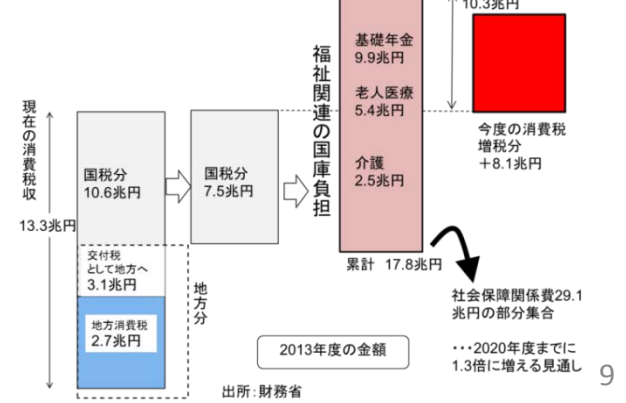 10.3兆円
基礎年金
9.9兆円
老人医療
5.4兆円
介護
2.5兆円
福祉関連の国庫負担
今度の消費税
増税分
+8.1兆円
現在の消費税収
13.3兆円
国税分
10.6兆円
国税分
7.5兆円
交付税
として地方へ
3.1兆円
地方消費税
2.7兆円
地方分
累計 17.8兆円
社会保障関係費29.1
兆円の部分集合
・・・2020年度までに
1.3倍に増える見通し
2013年度の金額
出所:財務省
9